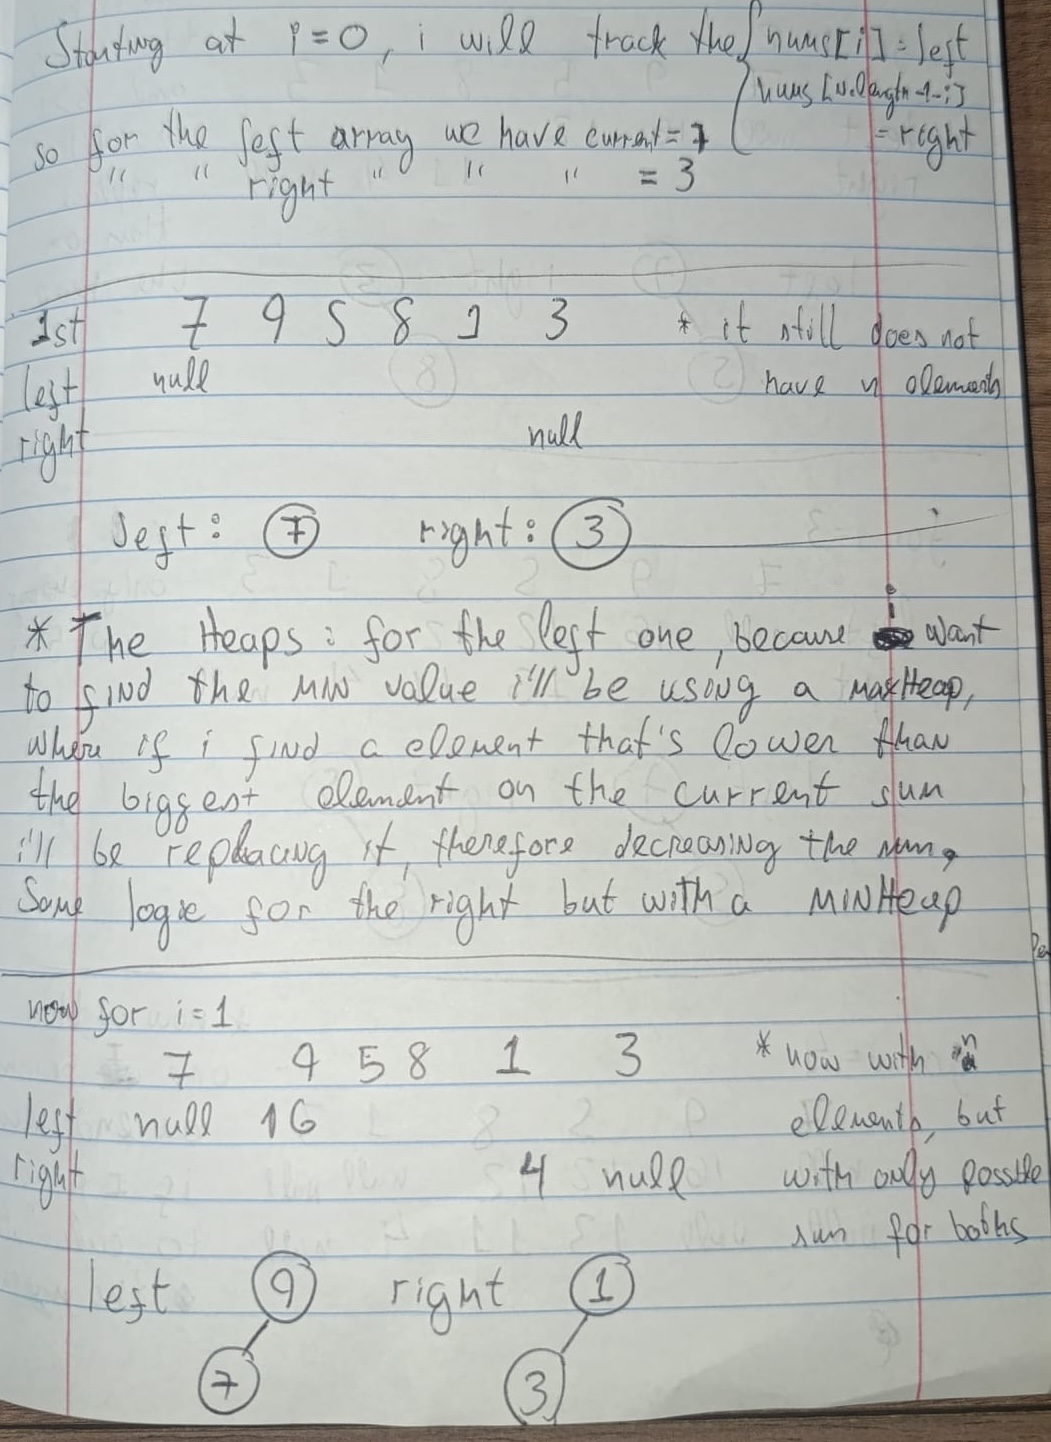 Starting at i=0, i will track the { nums[i] = left
nums[n.length-1-i]
= right
so for the left array we have current = 7
" " right " " " = 3
1st 7 9 5 8 1 3 * it still does not
left null have n elements
right null
left: 7 right: 3
* The Heaps: for the left one, because i want
to find the MIN value i'll be using a maxHeap,
where if i find a element that's lower than
the biggest element on the current sum
i'll be replacing it, therefore decreasing the sum,
Same logic for the right but with a MINHeap
now for i=1
7 9 5 8 1 3 * now with n
left null 16 elements, but
right 4 null with only possible
sum for boths
left 9 right 1
7 3